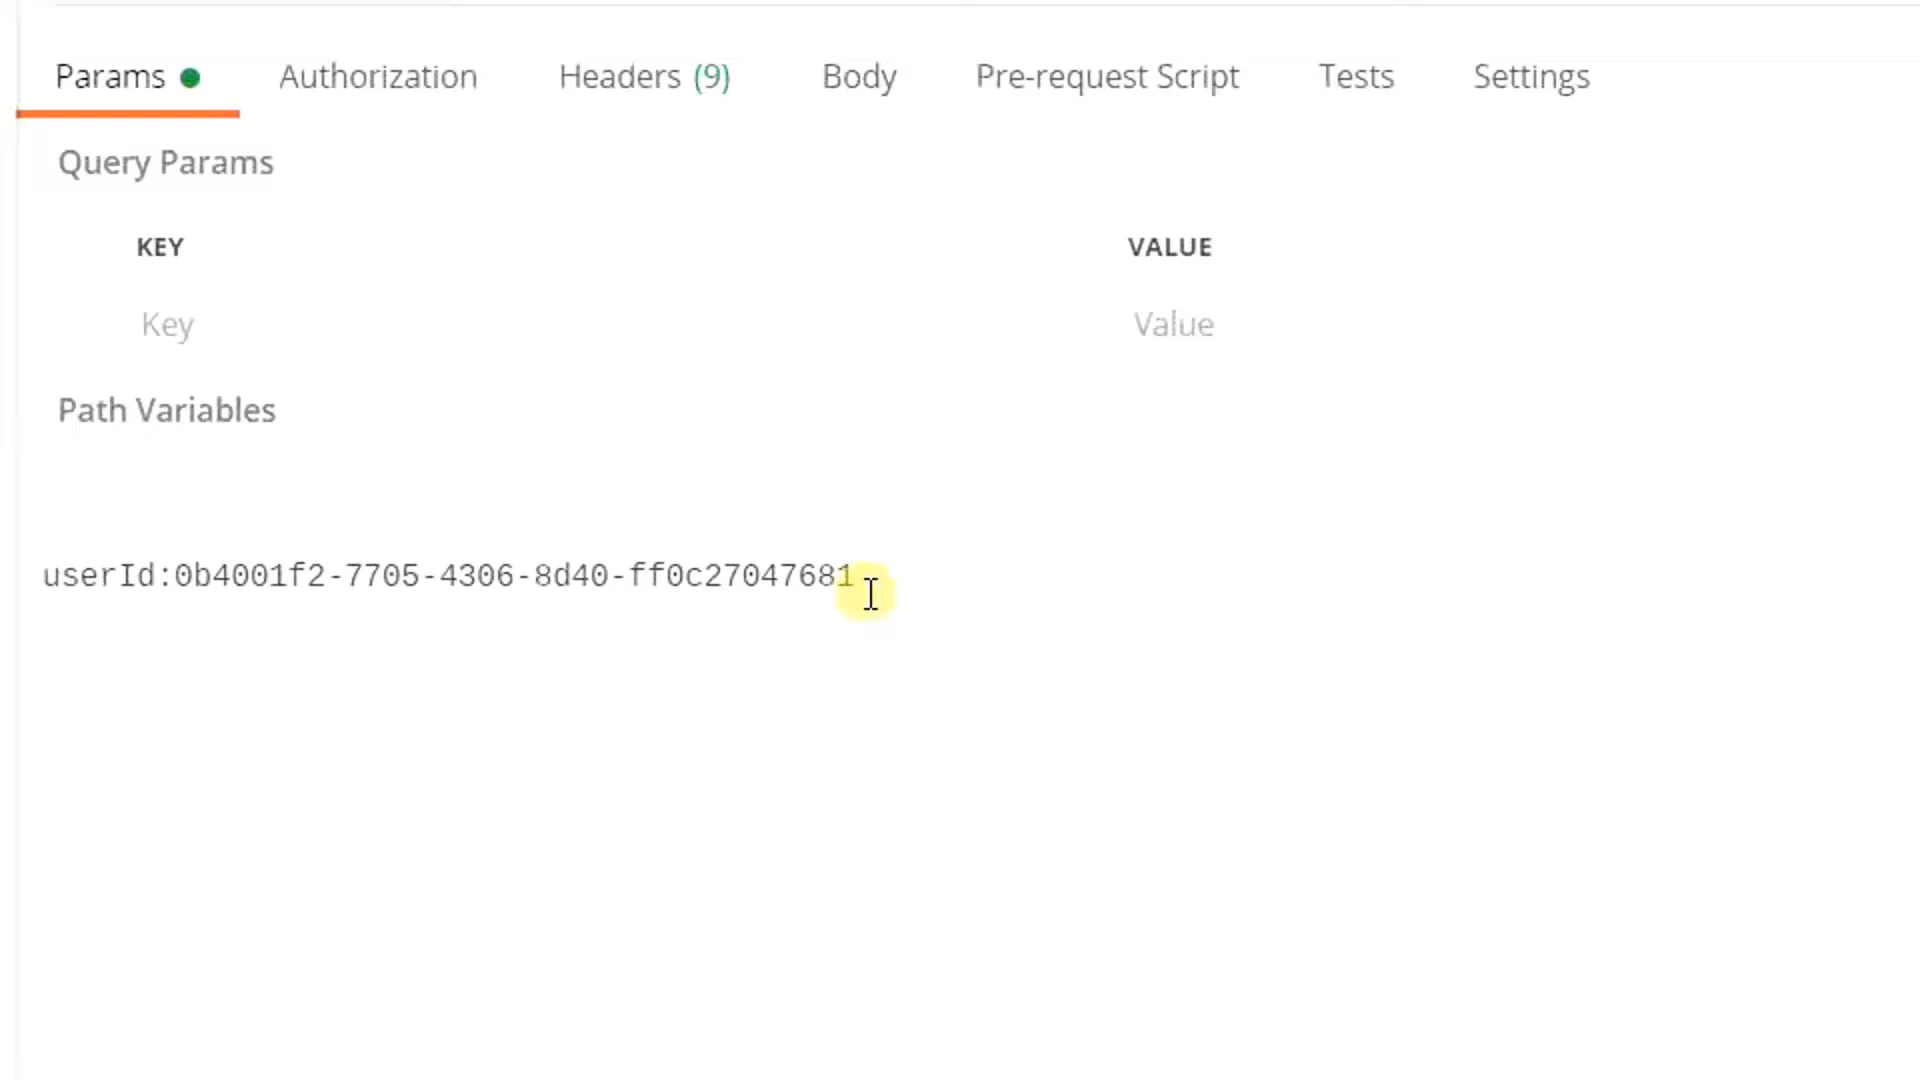 Params Authorization Headers (9) Body Pre-request Script Tests Settings
Query Params
KEY VALUE
Key Value
Path Variables
userId:0b4001f2-7705-4306-8d40-ff0c27047681